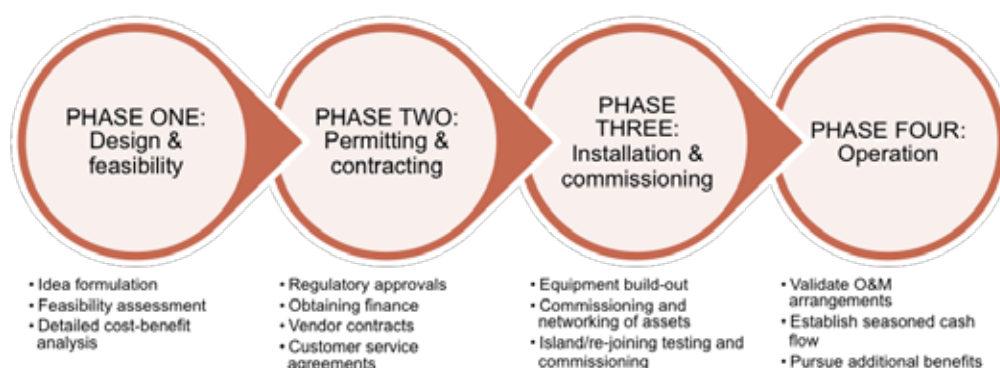 PHASE ONE:
Design &
feasibility
PHASE TWO:
Permitting &
contracting
PHASE
THREE:
Installation &
commissioning
PHASE FOUR:
Operation
• Idea formulation
• Feasibility assessment
• Detailed cost-benefit
analysis
• Regulatory approvals
• Obtaining finance
• Vendor contracts
• Customer service
agreements
• Equipment build-out
• Commissioning and
networking of assets
• Island/re-joining testing and
commissioning
• Validate O&M
arrangements
• Establish seasoned cash
flow
• Pursue additional benefits